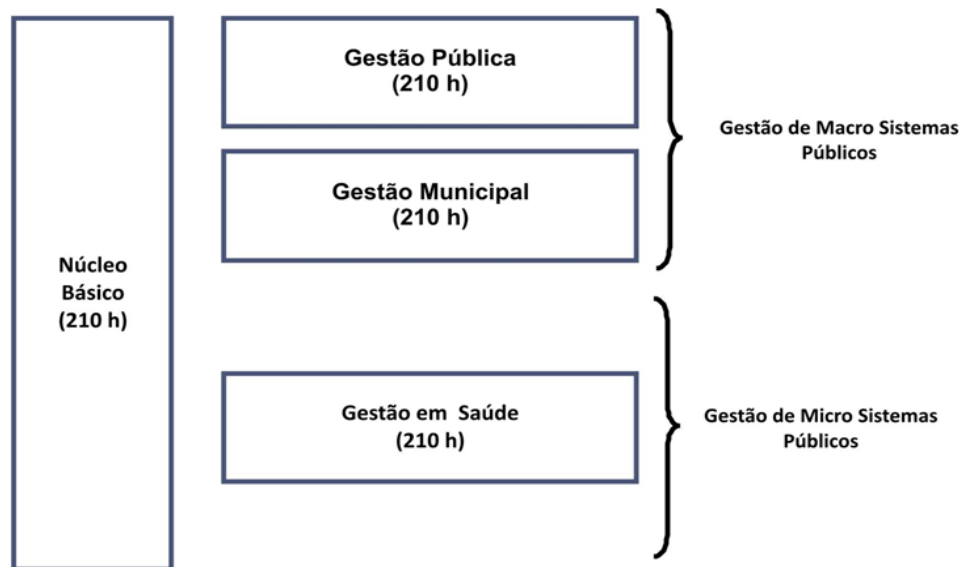 Núcleo
Básico
(210 h)
Gestão Pública
(210 h)
Gestão Municipal
(210 h)
Gestão de Macro Sistemas
Públicos
Gestão em Saúde
(210 h)
Gestão de Micro Sistemas
Públicos